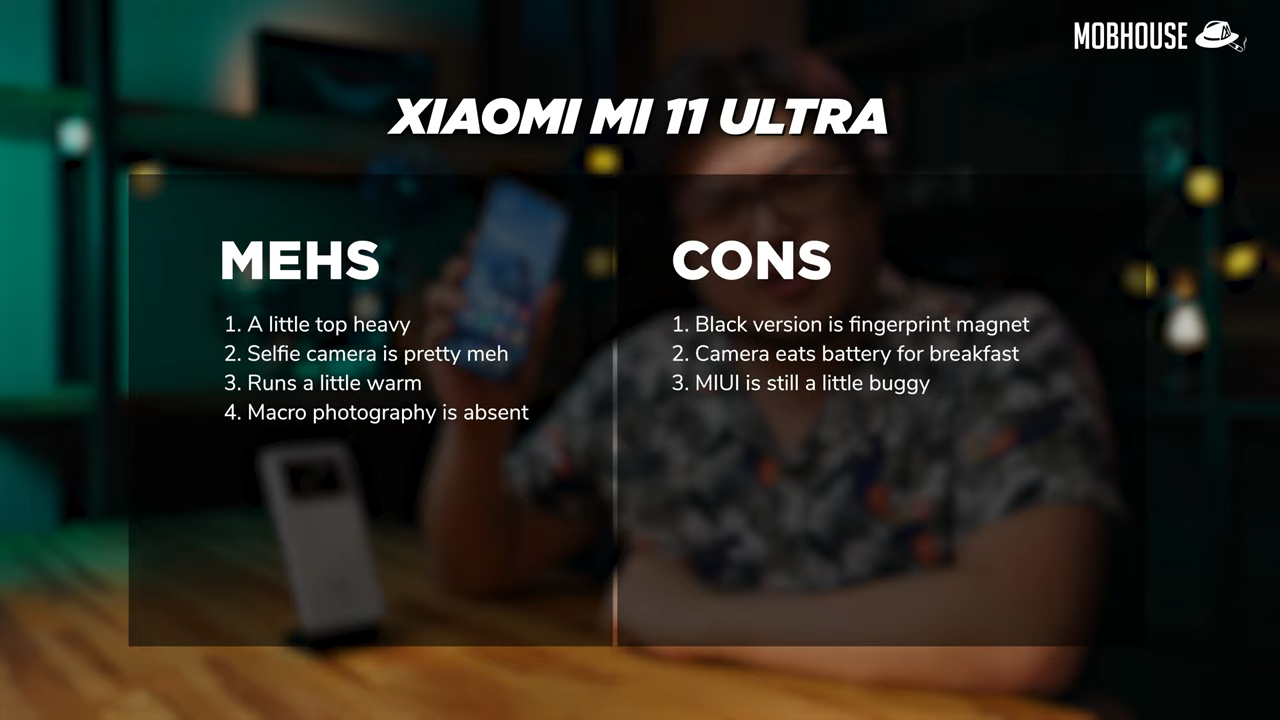 MOBHOUSE
XIAOMI MI 11 ULTRA
MEHS
1. A little top heavy
2. Selfie camera is pretty meh
3. Runs a little warm
4. Macro photography is absent
CONS
1. Black version is fingerprint magnet
2. Camera eats battery for breakfast
3. MIUI is still a little buggy